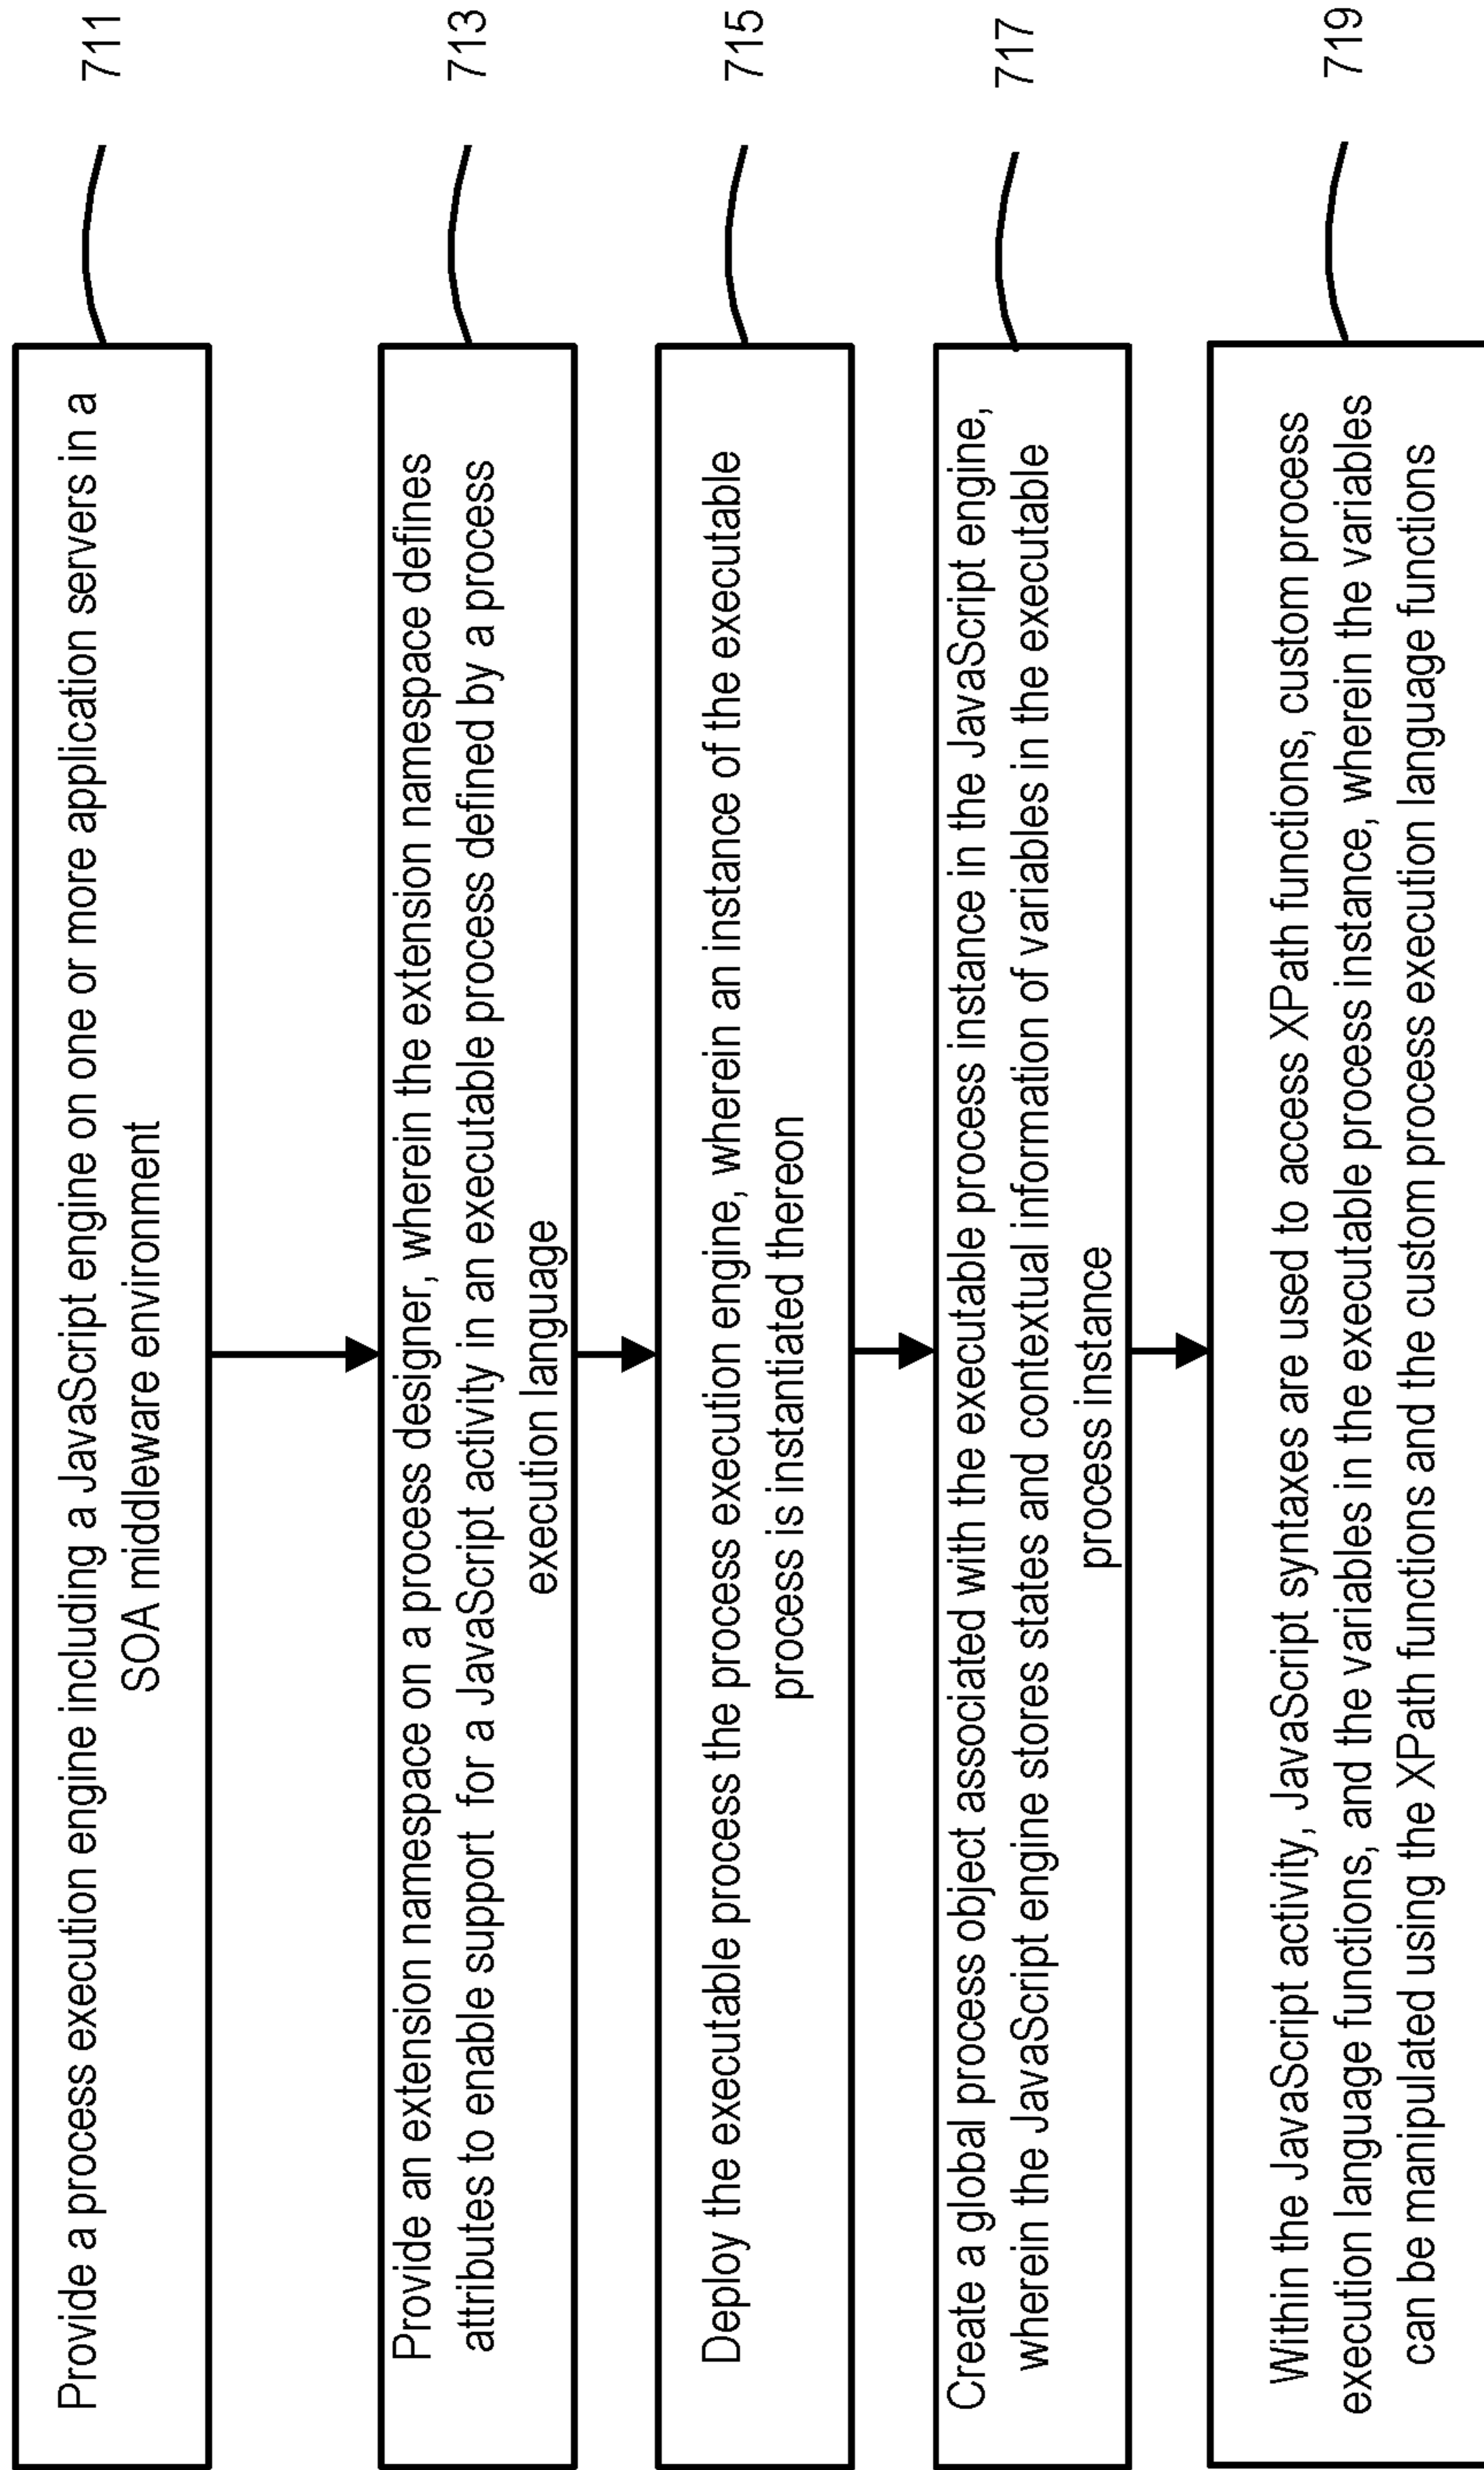 Provide a process execution engine including a JavaScript engine on one or more application servers in a
SOA middleware environment
711
Provide an extension namespace on a process designer, wherein the extension namespace defines
attributes to enable support for a JavaScript activity in an executable process defined by a process
execution language
713
Deploy the executable process the process execution engine, wherein an instance of the executable
process is instantiated thereon
715
Create a global process object associated with the executable process instance in the JavaScript engine,
wherein the JavaScript engine stores states and contextual information of variables in the executable
process instance
717
Within the JavaScript activity, JavaScript syntaxes are used to access XPath functions, custom process
execution language functions, and the variables in the executable process instance, wherein the variables
can be manipulated using the XPath functions and the custom process execution language functions
719